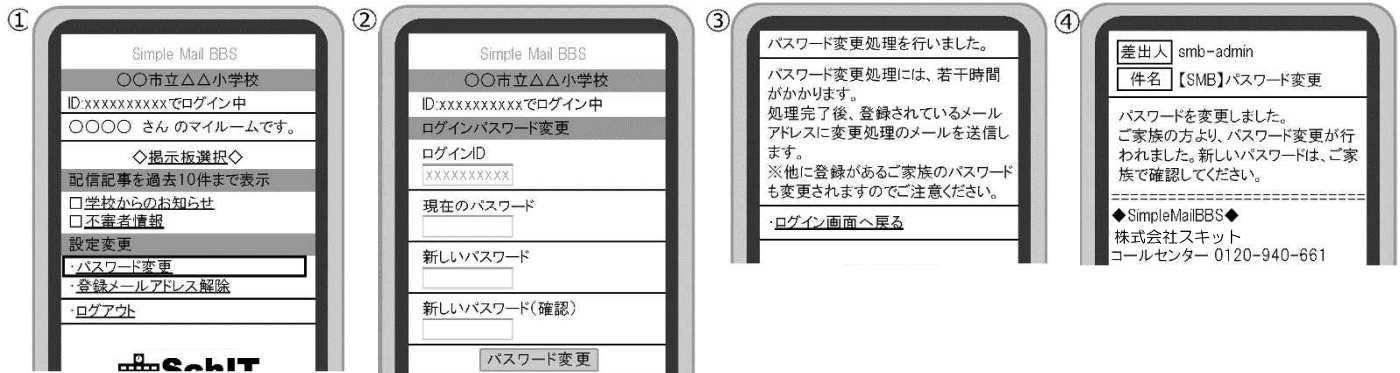 ①
Simple Mail BBS
○○市立△△小学校
ID:xxxxxxxxxxでログイン中
○○○○ さん のマイルームです。
◇掲示板選択◇
配信記事を過去10件まで表示
□学校からのお知らせ
□不審者情報
設定変更
・パスワード変更
・登録メールアドレス解除
・ログアウト
SchIT
②
Simple Mail BBS
○○市立△△小学校
ID:xxxxxxxxxxでログイン中
ログインパスワード変更
ログインID
XXXXXXXXXX
現在のパスワード
新しいパスワード
新しいパスワード(確認)
パスワード変更
③
パスワード変更処理を行いました。
パスワード変更処理には、若干時間
がかかります。
処理完了後、登録されているメール
アドレスに変更処理のメールを送信し
ます。
※他に登録があるご家族のパスワード
も変更されますのでご注意ください。
・ログイン画面へ戻る
④
差出人 smb-admin
件名 【SMB】パスワード変更
パスワードを変更しました。
ご家族の方より、パスワード変更が行
われました。新しいパスワードは、ご家
族で確認してください。
==============================
◆SimpleMailBBS◆
株式会社スキット
コールセンター 0120-940-661